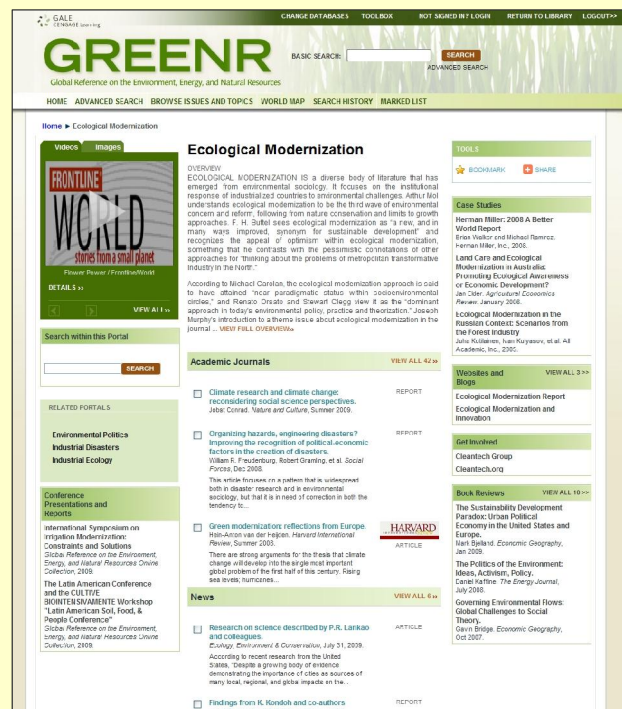 GALE
CENGAGE Learning
CHANGE DATABASES TOOLBOX NOT SIGNED IN? LOGIN RETURN TO LIBRARY LOGOUT>>
GREENR
Global Reference on the Environment, Energy, and Natural Resources
BASIC SEARCH: SEARCH
ADVANCED SEARCH
HOME ADVANCED SEARCH BROWSE ISSUES AND TOPICS WORLD MAP SEARCH HISTORY MARKED LIST
Home ► Ecological Modernization
Videos Images
FRONTLINE
WORLD
stories from a small planet
Flower Power / Frontline/World
DETAILS >>
VIEW ALL >>
Search within this Portal
SEARCH
RELATED PORTALS
Environmental Politics
Industrial Disasters
Industrial Ecology
Conference
Presentations and
Reports
International Symposium on
Irrigation Modernization:
Constraints and Solutions
Global Reference on the Environment,
Energy, and Natural Resources Online
Collection, 2009.
The Latin American Conference
and the CULTIVE
BIOINTENSIVAMENTE Workshop
"Latin American Soil, Food, &
People Conference"
Global Reference on the Environment,
Energy, and Natural Resources Online
Collection, 2009.
Ecological Modernization
OVERVIEW
ECOLOGICAL MODERNIZATION IS a diverse body of literature that has
emerged from environmental sociology. It focuses on the institutional
response of industrialized countries to environmental challenges. Arthur Mol
understands ecological modernization to be the third wave of environmental
concern and reform, following from nature conservation and limits to growth
approaches. F. H. Buttel sees ecological modernization as "a new, and in
many ways improved, synonym for sustainable development" and
recognizes the appeal of optimism within ecological modernization,
something that he contrasts with the pessimistic connotations of other
approaches for "thinking about the problems of metropolitan transformative
industry in the North."
According to Michael Carolan, the ecological modernization approach is said
to have attained "near paradigmatic status within socioenvironmental
circles," and Renato Orsato and Stewart Clegg view it as the "dominant
approach in today's environmental policy, practice and theorization." Joseph
Murphy's introduction to a theme issue about ecological modernization in the
journal ... VIEW FULL OVERVIEW>>
Academic Journals VIEW ALL 42 >>
Climate research and climate change:
reconsidering social science perspectives.
Jobst Conrad. Nature and Culture, Summer 2009.
REPORT
Organizing hazards, engineering disasters?
Improving the recognition of political-economic
factors in the creation of disasters.
William R. Freudenburg, Robert Gramling, et al. Social
Forces, Dec 2008.
This article focuses on a pattern that is widespread
both in disaster research and in environmental
sociology, but that is in need of correction in both the
tendency to...
REPORT
Green modernization: reflections from Europe.
Hein-Anton van der Heijden. Harvard International
Review, Summer 2008.
There are strong arguments for the thesis that climate
change will develop into the single most important
global problem of the first half of this century. Rising
sea levels, hurricanes...
HARVARD
ARTICLE
News VIEW ALL 6 >>
Research on science described by P.R. Lankao
and colleagues.
Ecology, Environment & Conservation, July 31, 2009.
According to recent research from the United
States, "Despite a growing body of evidence
demonstrating the importance of cities as sources of
many local, regional, and global impacts on the...
ARTICLE
Findings from K. Kondoh and co-authors
REPORT
TOOLS
BOOKMARK SHARE
Case Studies
Herman Miller: 2008 A Better
World Report
Brian Walker and Michael Ramirez.
Herman Miller, Inc., 2008.
Land Care and Ecological
Modernization in Australia:
Promoting Ecological Awareness
or Economic Development?
Jan Elder. Agricultural Economics
Review, January 2008.
Ecological Modernization in the
Russian Context: Scenarios from
the Forest Industry
Academic, Inc., 2005.
Websites and
Blogs VIEW ALL 3 >>
Ecological Modernization Report
Ecological Modernization and
Innovation
Get Involved
Cleantech Group
Cleantech.org
Book Reviews VIEW ALL 10 >>
The Sustainability Development
Paradox: Urban Political
Economy in the United States and
Europe.
Mark Bjelland. Economic Geography,
Jan 2009.
The Politics of the Environment:
Ideas, Activism, Policy.
Daniel Kaffine. The Energy Journal,
July 2008.
Governing Environmental Flows:
Global Challenges to Social
Theory.
Gavin Bridge. Economic Geography,
Oct 2007.